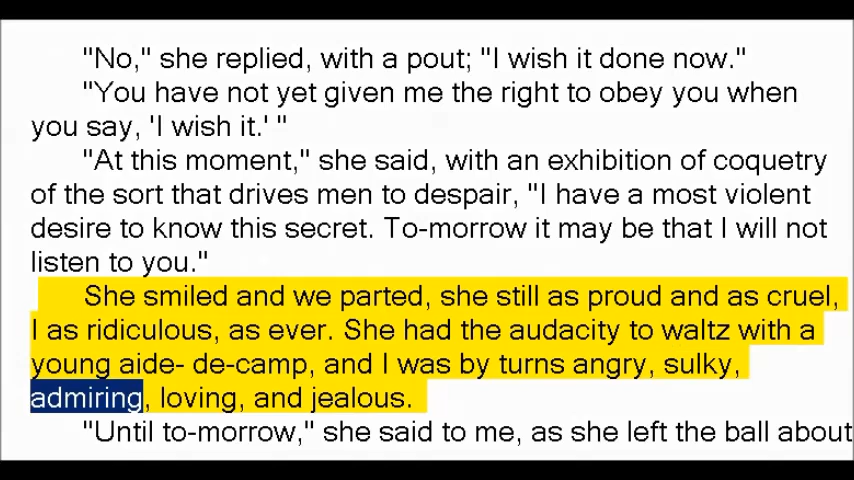 "No," she replied, with a pout; "I wish it done now."
"You have not yet given me the right to obey you when
you say, 'I wish it.' "
"At this moment," she said, with an exhibition of coquetry
of the sort that drives men to despair, "I have a most violent
desire to know this secret. To-morrow it may be that I will not
listen to you."
She smiled and we parted, she still as proud and as cruel,
I as ridiculous, as ever. She had the audacity to waltz with a
young aide- de-camp, and I was by turns angry, sulky,
admiring, loving, and jealous.
"Until to-morrow," she said to me, as she left the ball about